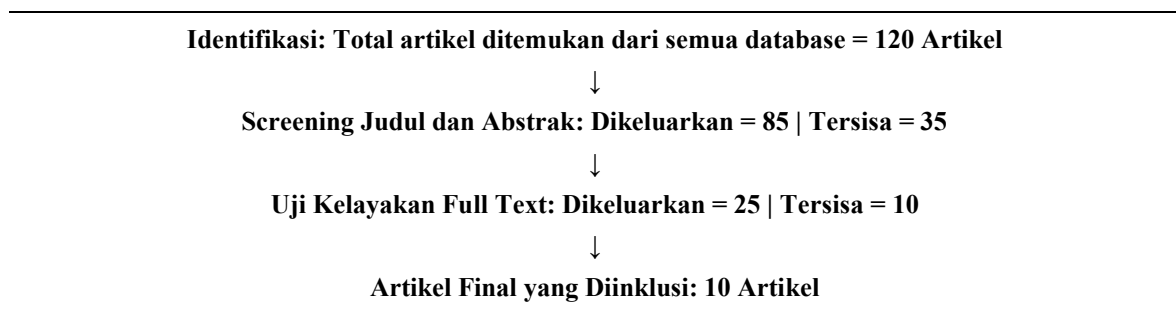 Identifikasi: Total artikel ditemukan dari semua database = 120 Artikel
↓
Screening Judul dan Abstrak: Dikeluarkan = 85 | Tersisa = 35
↓
Uji Kelayakan Full Text: Dikeluarkan = 25 | Tersisa = 10
↓
Artikel Final yang Diinklusi: 10 Artikel